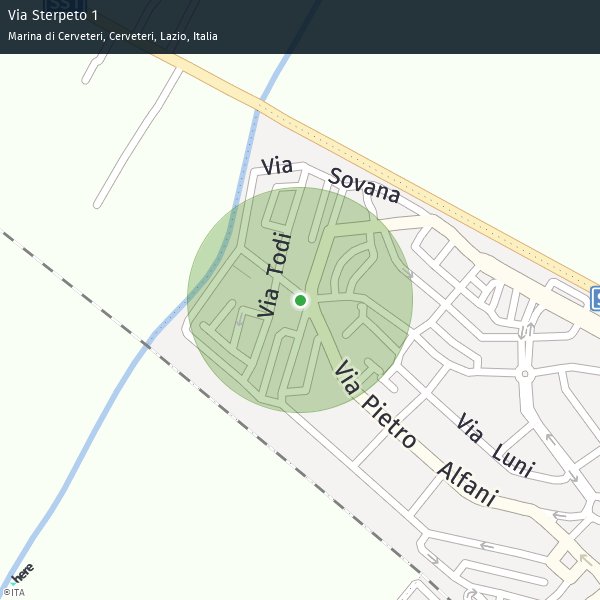 Via Sterpeto 1
Marina di Cerveteri, Cerveteri, Lazio, Italia
Via Sovana
Via Todi
Via Pietro Alfani
Via Luni
here
©ITA